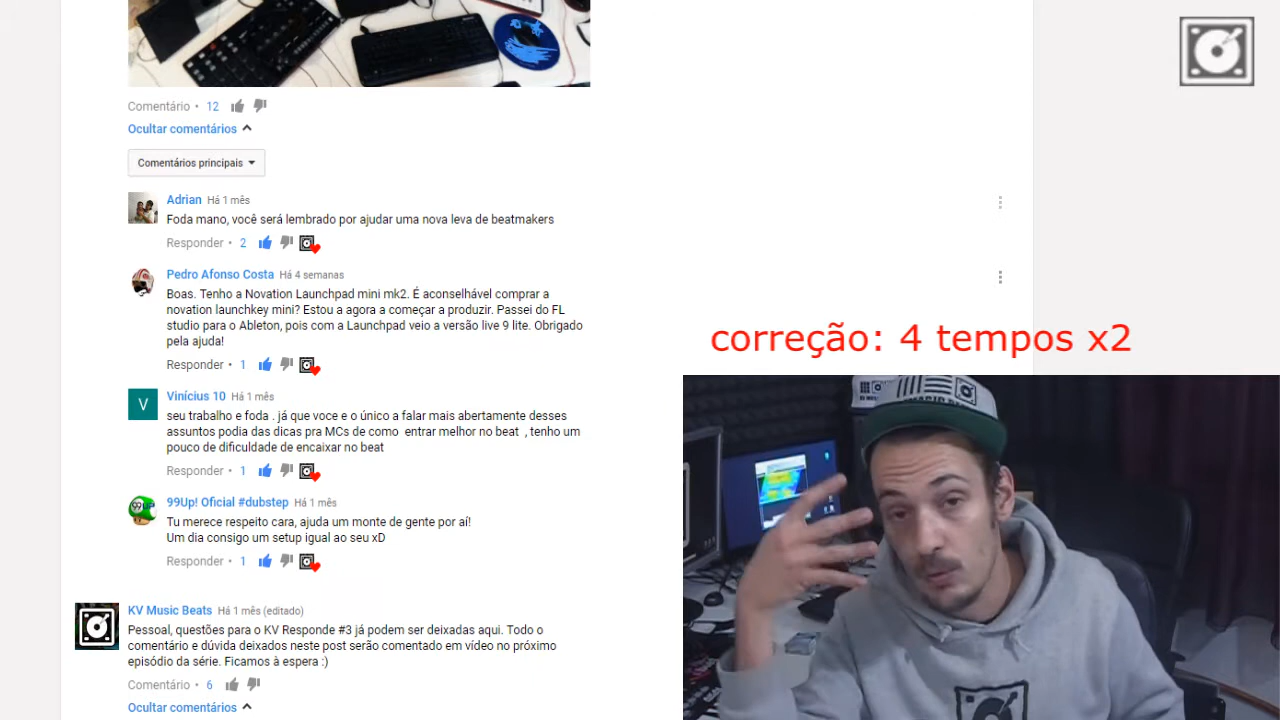 Comentário • 12
Ocultar comentários
Comentários principais
Adrian Há 1 mês
Foda mano, você será lembrado por ajudar uma nova leva de beatmakers
Responder • 2
Pedro Afonso Costa Há 4 semanas
Boas. Tenho a Novation Launchpad mini mk2. É aconselhável comprar a
novation launchkey mini? Estou a agora a começar a produzir. Passei do FL
studio para o Ableton, pois com a Launchpad veio a versão live 9 lite. Obrigado
pela ajuda!
Responder • 1
correção: 4 tempos x2
V
Vinícius 10 Há 1 mês
seu trabalho e foda . já que voce e o único a falar mais abertamente desses
assuntos podia das dicas pra MCs de como entrar melhor no beat , tenho um
pouco de dificuldade de encaixar no beat
Responder • 1
99Up! Oficial #dubstep Há 1 mês
Tu merece respeito cara, ajuda um monte de gente por aí!
Um dia consigo um setup igual ao seu xD
Responder • 1
KV Music Beats Há 1 mês (editado)
Pessoal, questões para o KV Responde #3 já podem ser deixadas aqui. Todo o
comentário e dúvida deixados neste post serão comentado em vídeo no próximo
episódio da série. Ficamos à espera :)
Comentário • 6
Ocultar comentários